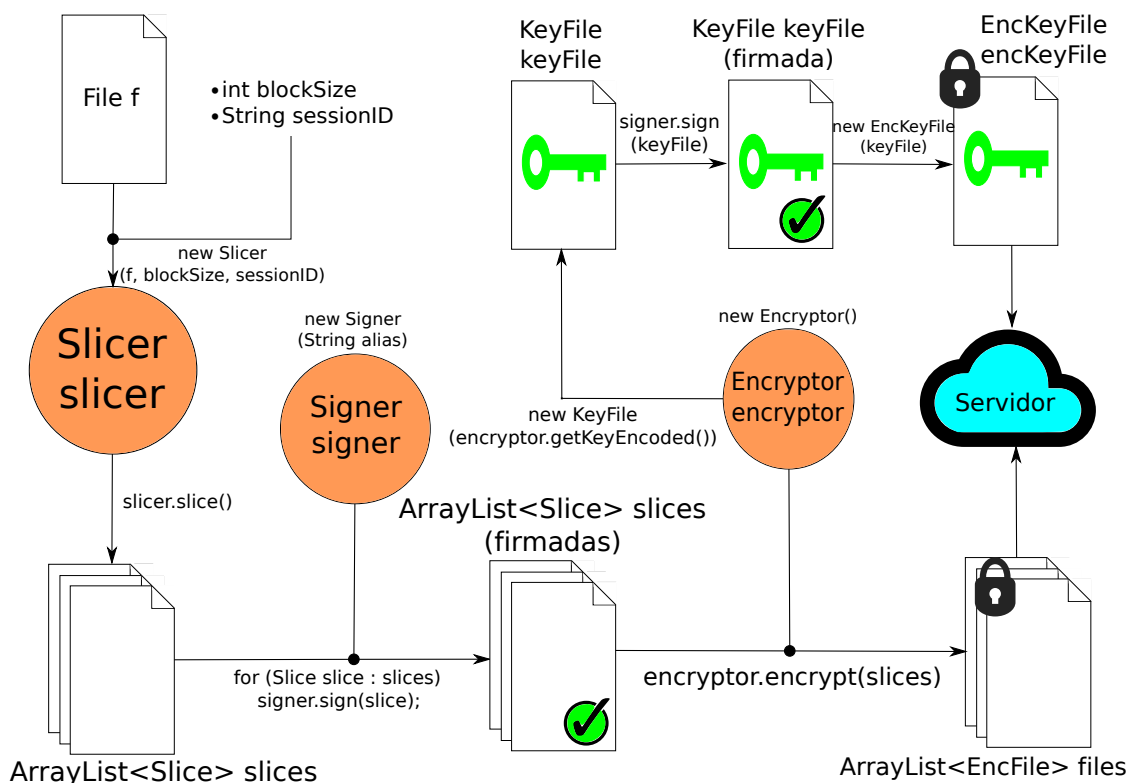 File f
•int blockSize
•String sessionID
new Slicer
(f, blockSize, sessionID)
Slicer
slicer
slicer.slice()
ArrayList<Slice> slices
new Signer
(String alias)
Signer
signer
for (Slice slice : slices)
signer.sign(slice);
ArrayList<Slice> slices
(firmadas)
new Encryptor()
Encryptor
encryptor
new KeyFile
(encryptor.getKeyEncoded())
KeyFile
keyFile
signer.sign
(keyFile)
KeyFile keyFile
(firmada)
new EncKeyFile
(keyFile)
EncKeyFile
encKeyFile
Servidor
encryptor.encrypt(slices)
ArrayList<EncFile> files